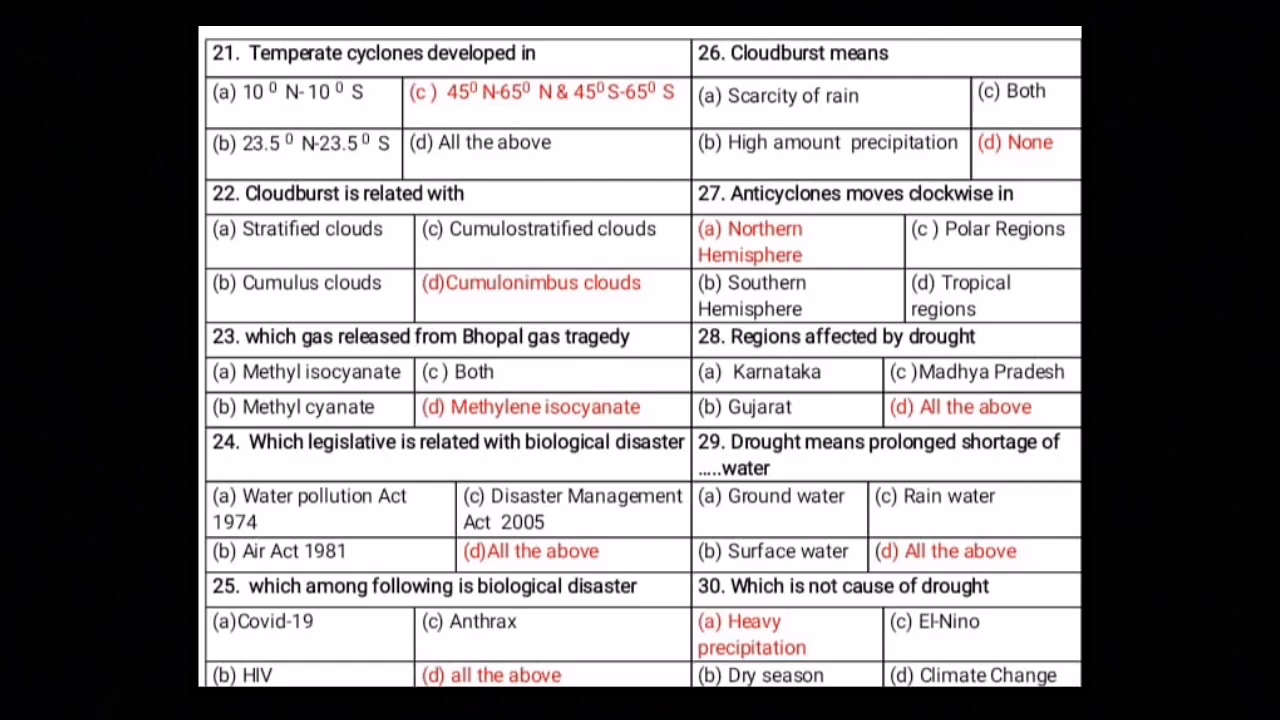 21. Temperate cyclones developed in
(a) 10⁰ N-10⁰ S
(c ) 45⁰ N-65⁰ N & 45⁰ S-65⁰ S
(b) 23.5⁰ N-23.5⁰ S
(d) All the above
22. Cloudburst is related with
(a) Stratified clouds
(c) Cumulostratified clouds
(b) Cumulus clouds
(d)Cumulonimbus clouds
23. which gas released from Bhopal gas tragedy
(a) Methyl isocyanate
(c ) Both
(b) Methyl cyanate
(d) Methylene isocyanate
24. Which legislative is related with biological disaster
(a) Water pollution Act
1974
(c) Disaster Management
Act 2005
(b) Air Act 1981
(d)All the above
25. which among following is biological disaster
(a)Covid-19
(c) Anthrax
(b) HIV
(d) all the above
26. Cloudburst means
(a) Scarcity of rain
(c) Both
(b) High amount precipitation
(d) None
27. Anticyclones moves clockwise in
(a) Northern
Hemisphere
(c ) Polar Regions
(b) Southern
Hemisphere
(d) Tropical
regions
28. Regions affected by drought
(a) Karnataka
(c )Madhya Pradesh
(b) Gujarat
(d) All the above
29. Drought means prolonged shortage of
.....water
(a) Ground water
(c) Rain water
(b) Surface water
(d) All the above
30. Which is not cause of drought
(a) Heavy
precipitation
(c) El-Nino
(b) Dry season
(d) Climate Change